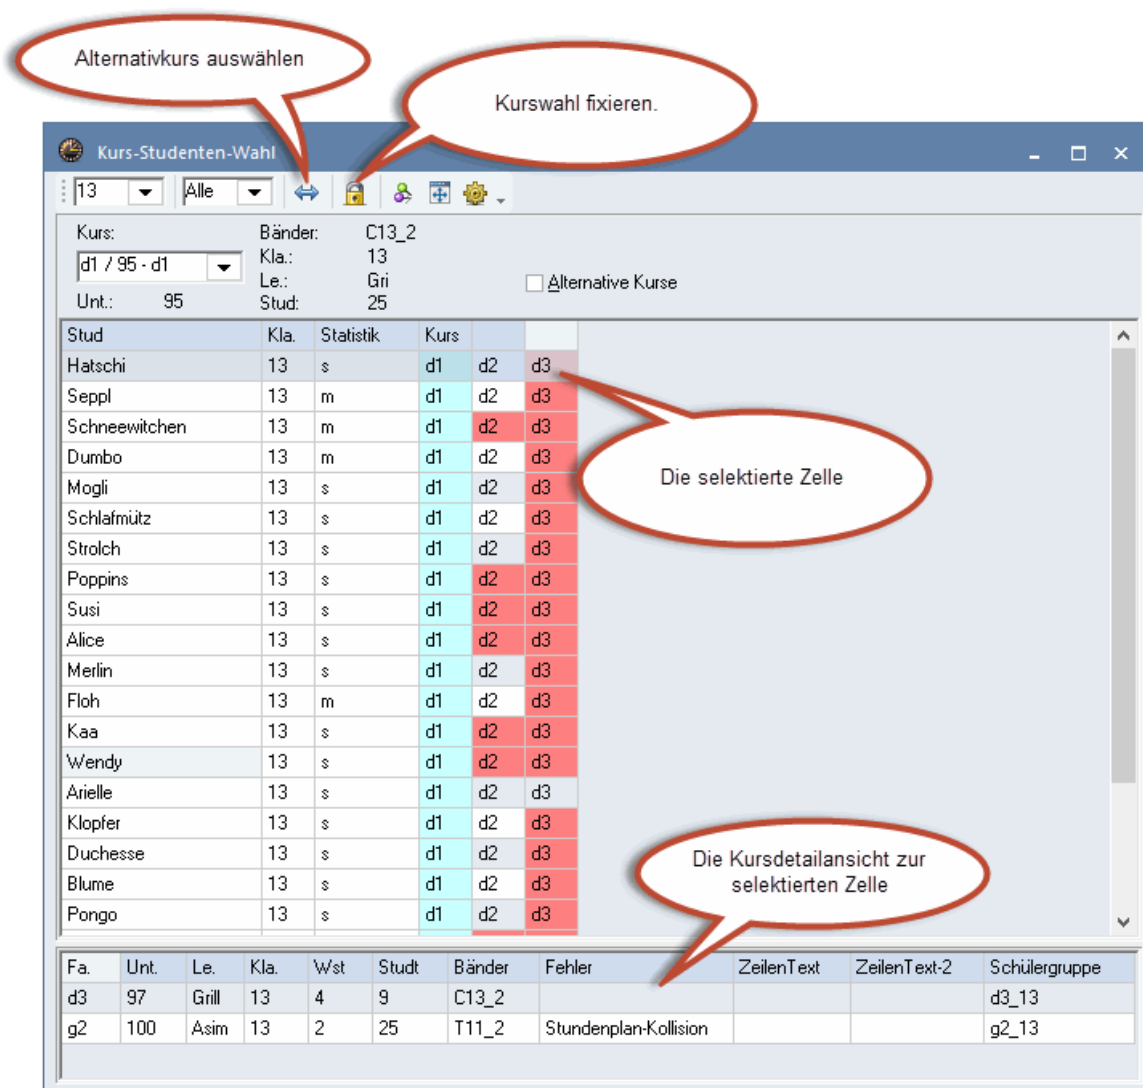 Alternativkurs auswählen
Kurswahl fixieren.
Kurs-Studenten-Wahl
13 Alle
Kurs: Bänder: C13_2
d1 / 95 - d1 Kla.: 13
Le.: Gri Alternative Kurse
Unt.: 95 Stud: 25
Stud Kla. Statistik Kurs
Hatschi 13 s d1 d2 d3
Seppl 13 m d1 d2 d3
Schneewitchen 13 m d1 d2 d3
Dumbo 13 m d1 d2 d3
Mogli 13 s d1 d2 d3
Schlafmütz 13 s d1 d2 d3
Strolch 13 s d1 d2 d3
Poppins 13 s d1 d2 d3
Susi 13 s d1 d2 d3
Alice 13 s d1 d2 d3
Merlin 13 s d1 d2 d3
Floh 13 m d1 d2 d3
Kaa 13 s d1 d2 d3
Wendy 13 s d1 d2 d3
Arielle 13 s d1 d2 d3
Klopfer 13 s d1 d2 d3
Duchesse 13 s d1 d2 d3
Blume 13 s d1 d2 d3
Pongo 13 s d1 d2 d3
Die selektierte Zelle
Die Kursdetailansicht zur
selektierten Zelle
Fa. Unt. Le. Kla. Wst Studt Bänder Fehler ZeilenText ZeilenText-2 Schülergruppe
d3 97 Grill 13 4 9 C13_2 d3_13
g2 100 Asim 13 2 25 T11_2 Stundenplan-Kollision g2_13